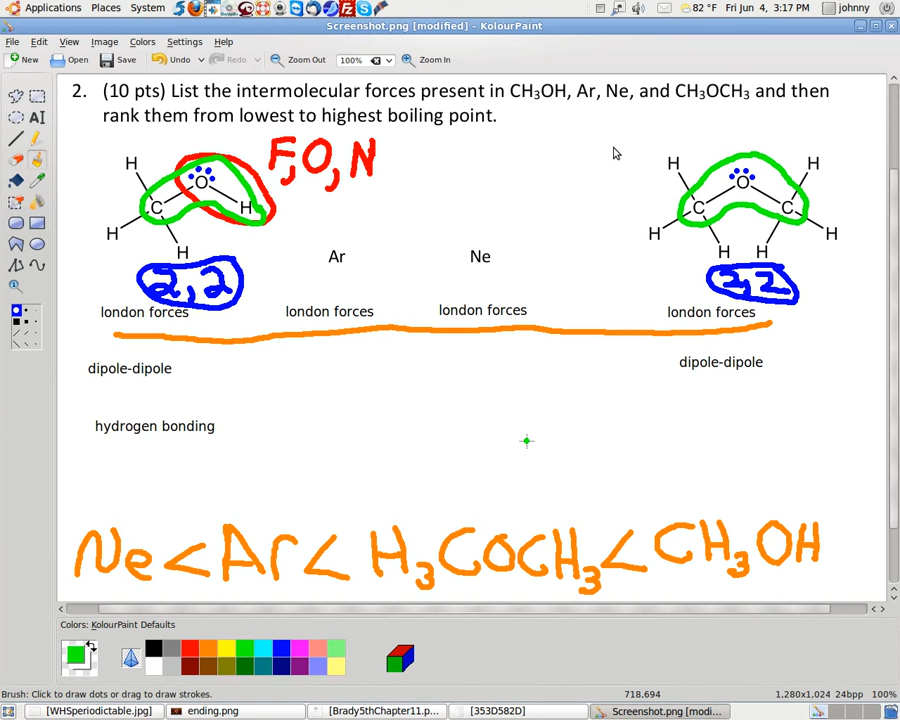 Applications Places System 82 °F Fri Jun 4, 3:17 PM johnny
Screenshot.png [modified] - KolourPaint
File Edit View Image Colors Settings Help
New Open Save Undo Redo Zoom Out 100% Zoom In
2. (10 pts) List the intermolecular forces present in CH₃OH, Ar, Ne, and CH₃OCH₃ and then
rank them from lowest to highest boiling point.
F,O,N
H O H C H H
H O H C C H H H H
Ar Ne
2,2 2,2
london forces london forces london forces london forces
dipole-dipole dipole-dipole
hydrogen bonding
Ne < Ar < H₃COCH₃ < CH₃OH
Colors: KolourPaint Defaults
Brush: Click to draw dots or drag to draw strokes. 718,694 1,280x1,024 24bpp 100%
[WHSperiodictable.jpg] ending.png [Brady5thChapter11.p... [353D582D] Screenshot.png [modi...